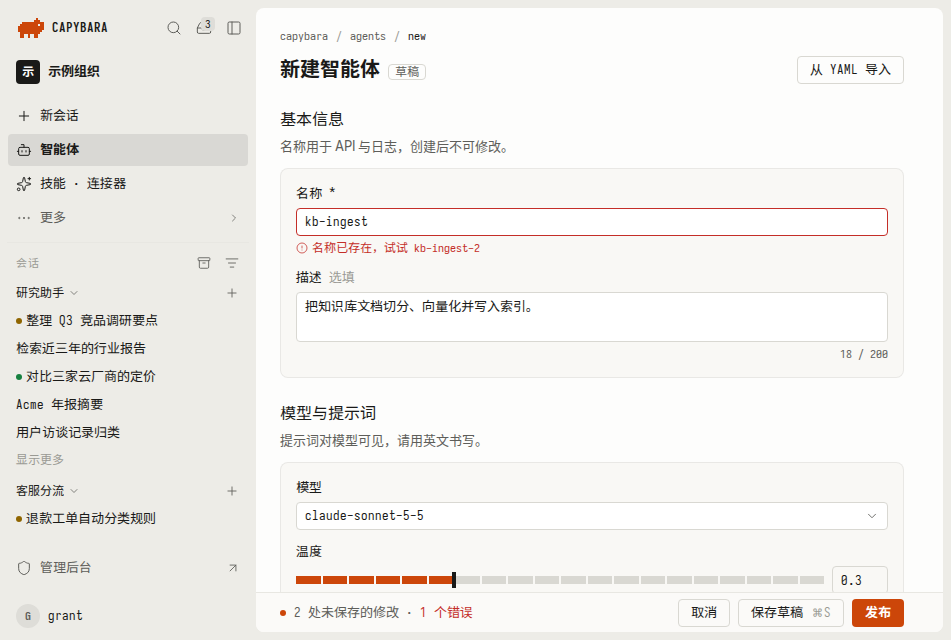 CAPYBARA
3
示 示例组织
新会话
智能体
技能 · 连接器
更多
会话
研究助手
整理 Q3 竞品调研要点
检索近三年的行业报告
对比三家云厂商的定价
Acme 年报摘要
用户访谈记录归类
显示更多
客服分流
退款工单自动分类规则
管理后台
G grant
capybara / agents / new
新建智能体 草稿
从 YAML 导入
基本信息
名称用于 API 与日志，创建后不可修改。
名称 *
kb-ingest
名称已存在，试试 kb-ingest-2
描述 选填
把知识库文档切分、向量化并写入索引。
18 / 200
模型与提示词
提示词对模型可见，请用英文书写。
模型
claude-sonnet-5-5
温度
0.3
2 处未保存的修改 · 1 个错误
取消
保存草稿 ⌘S
发布